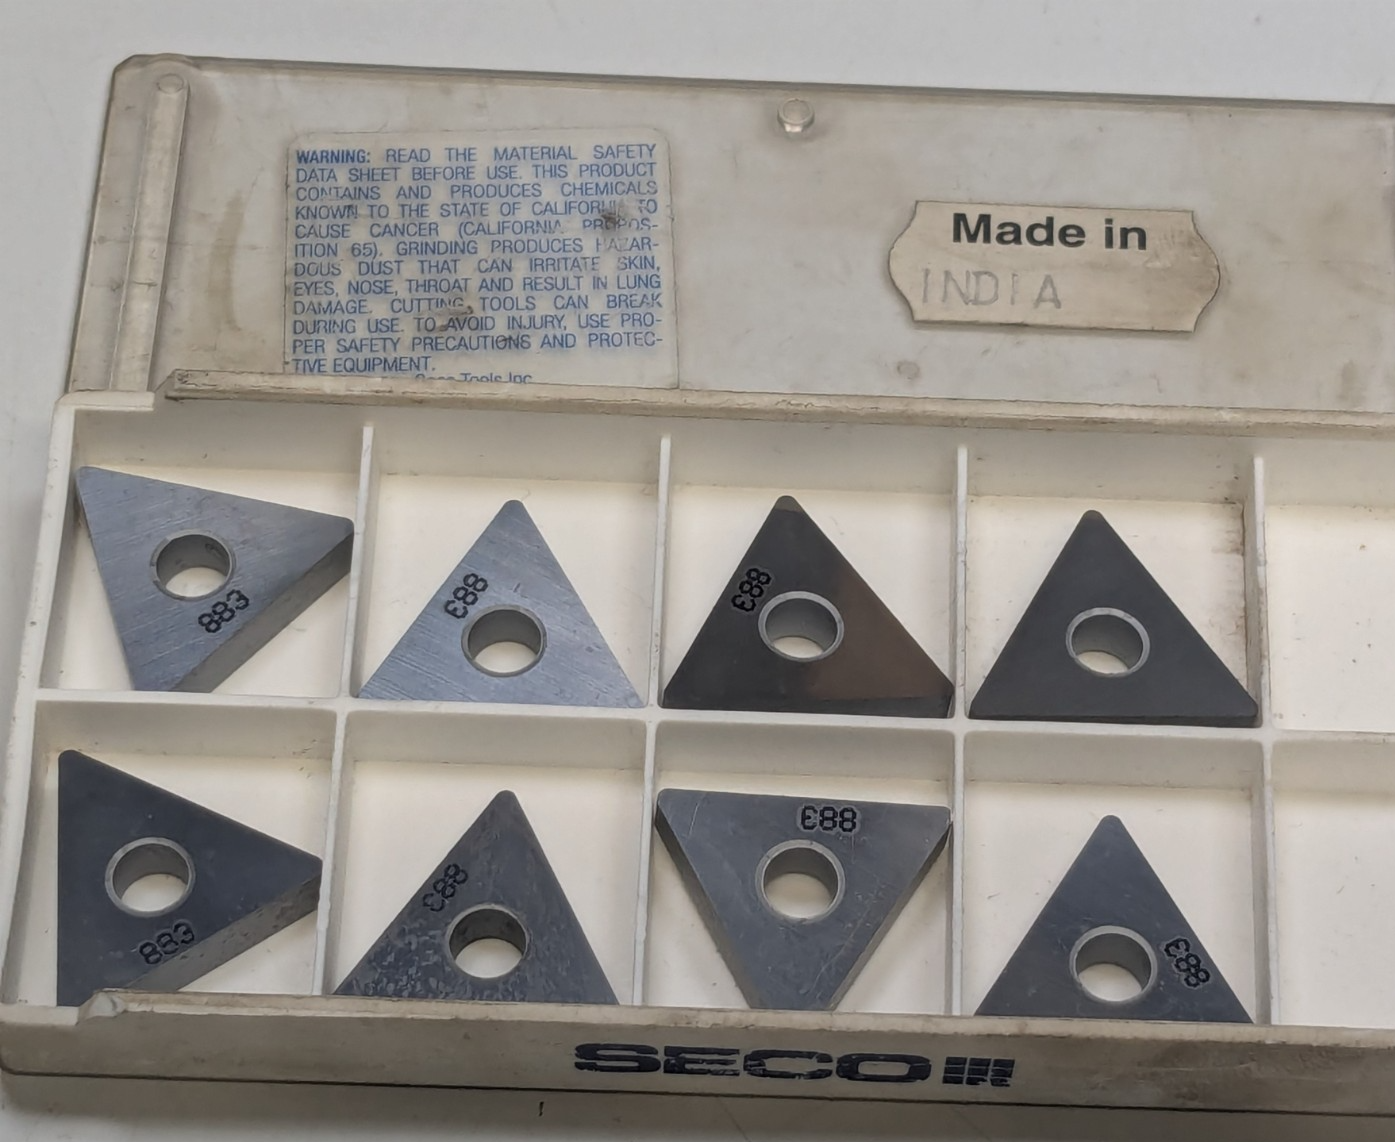 WARNING: READ THE MATERIAL SAFETY
DATA SHEET BEFORE USE. THIS PRODUCT
CONTAINS AND PRODUCES CHEMICALS
KNOWN TO THE STATE OF CALIFORNIA TO
CAUSE CANCER (CALIFORNIA PROPOS-
ITION 65). GRINDING PRODUCES HAZAR-
DOUS DUST THAT CAN IRRITATE SKIN,
EYES, NOSE, THROAT AND RESULT IN LUNG
DAMAGE. CUTTING TOOLS CAN BREAK
DURING USE. TO AVOID INJURY, USE PRO-
PER SAFETY PRECAUTIONS AND PROTEC-
TIVE EQUIPMENT.
Seco Tools Inc
Made in
INDIA
883
883
883
883
883
883
883
SECO